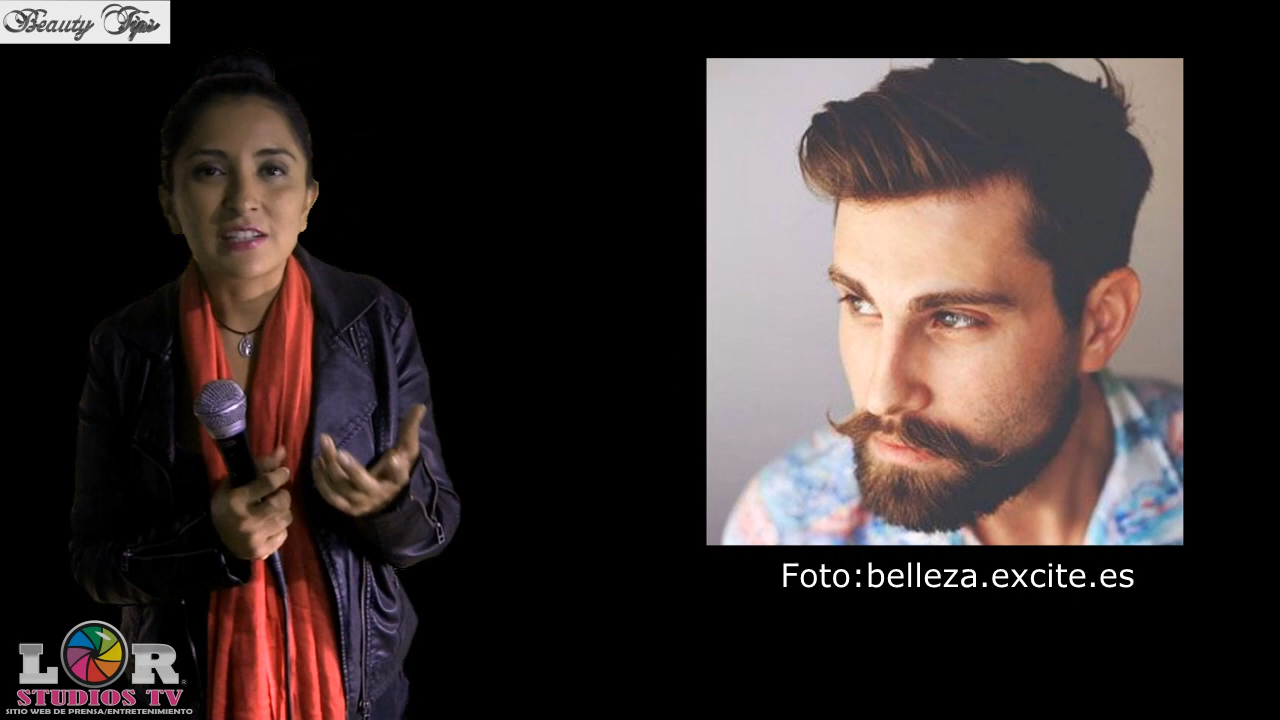 Beauty Tips
Foto:belleza.excite.es
LOR
STUDIOS TV
SITIO WEB DE PRENSA/ENTRETENIMIENTO